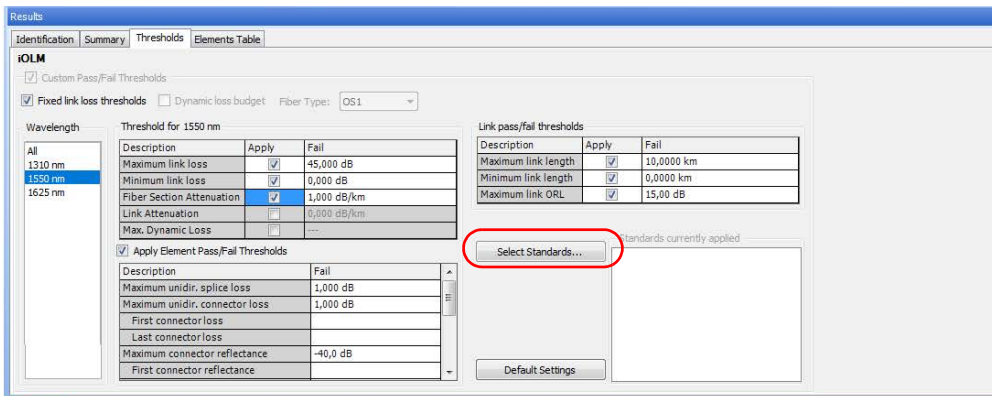 Results
Identification Summary Thresholds Elements Table
iOLM
Custom Pass/Fail Thresholds
Fixed link loss thresholds Dynamic loss budget Fiber Type: OS1
Wavelength
All
1310 nm
1550 nm
1625 nm
Threshold for 1550 nm
Description Apply Fail
Maximum link loss 45,000 dB
Minimum link loss 0,000 dB
Fiber Section Attenuation 1,000 dB/km
Link Attenuation 0,000 dB/km
Max. Dynamic Loss ----
Apply Element Pass/Fail Thresholds
Description Fail
Maximum unidir. splice loss 1,000 dB
Maximum unidir. connector loss 1,000 dB
First connector loss
Last connector loss
Maximum connector reflectance -40,0 dB
First connector reflectance
Link pass/fail thresholds
Description Apply Fail
Maximum link length 10,0000 km
Minimum link length 0,0000 km
Maximum link ORL 15,00 dB
Select Standards...
Standards currently applied
Default Settings